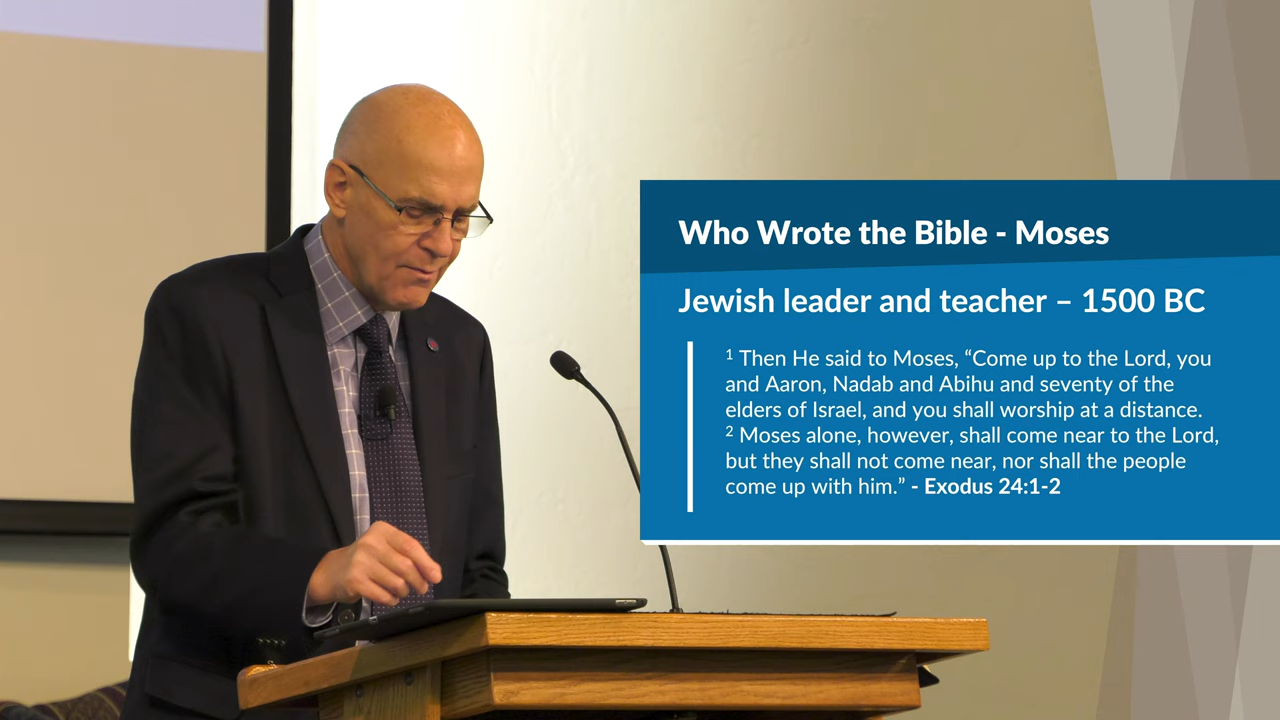 Who Wrote the Bible - Moses
Jewish leader and teacher – 1500 BC
¹ Then He said to Moses, “Come up to the Lord, you
and Aaron, Nadab and Abihu and seventy of the
elders of Israel, and you shall worship at a distance.
² Moses alone, however, shall come near to the Lord,
but they shall not come near, nor shall the people
come up with him.” - Exodus 24:1-2